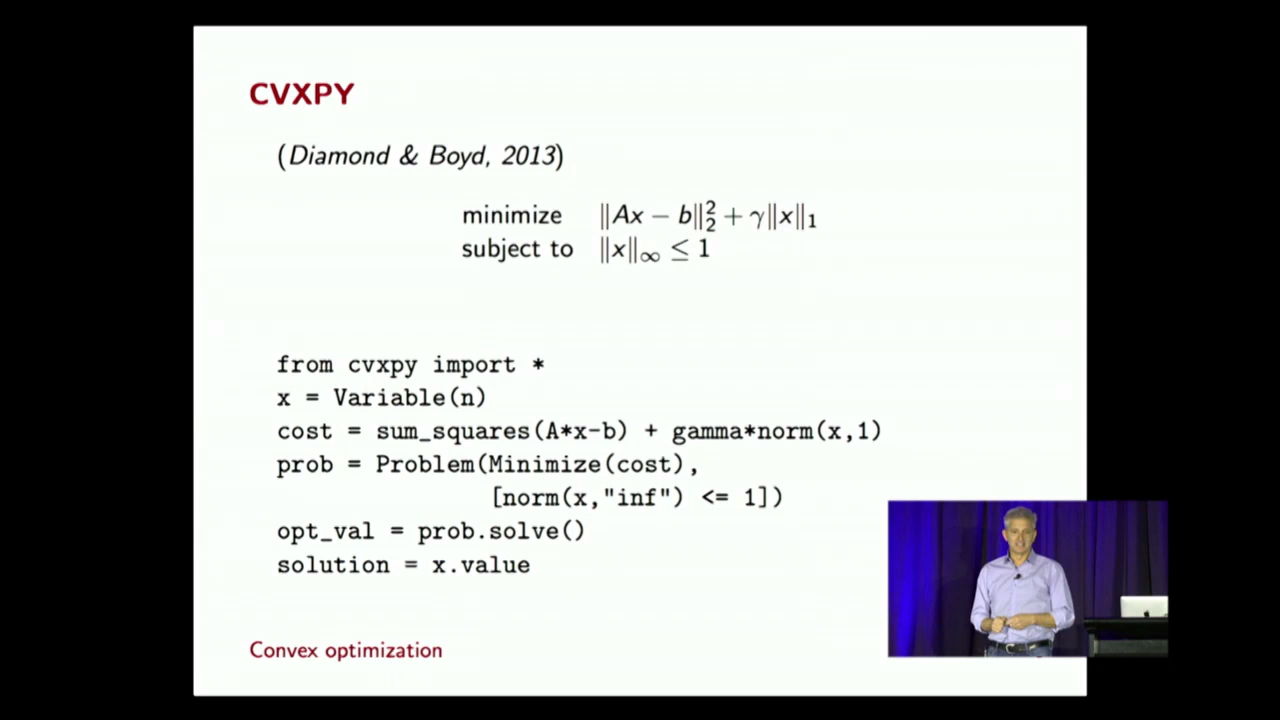 CVXPY
(Diamond & Boyd, 2013)
minimize ‖Ax − b‖₂² + γ‖x‖₁
subject to ‖x‖∞ ≤ 1
from cvxpy import *
x = Variable(n)
cost = sum_squares(A*x-b) + gamma*norm(x,1)
prob = Problem(Minimize(cost),
[norm(x,"inf") <= 1])
opt_val = prob.solve()
solution = x.value
Convex optimization